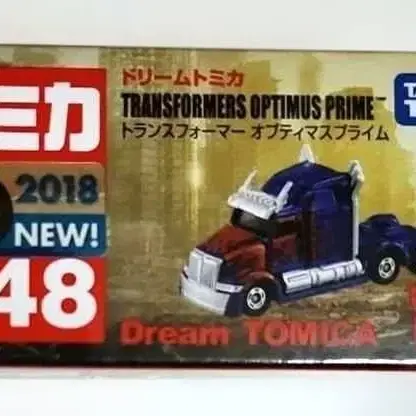 ドリームトミカ
ミカ
TRANSFORMERS OPTIMUS PRIME™
トランスフォーマー オプティマスプライム
2018
NEW!
48
Dream TOMICA